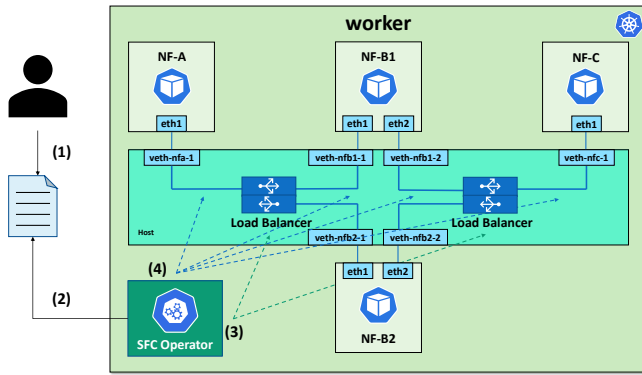 worker
NF-A
NF-B1
NF-C
eth1
eth1
eth2
eth1
(1)
veth-nfa-1
veth-nfb1-1
veth-nfb1-2
veth-nfc-1
Load Balancer
Load Balancer
Host
veth-nfb2-1
veth-nfb2-2
(4)
eth1
eth2
(2)
(3)
SFC Operator
NF-B2